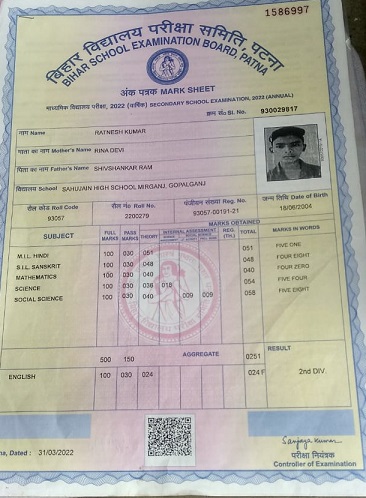 1586997
बिहार विद्यालय परीक्षा समिति, पटना
BIHAR SCHOOL EXAMINATION BOARD, PATNA
अंक पत्रक MARK SHEET
माध्यमिक विद्यालय परीक्षा, 2022 (वार्षिक) SECONDARY SCHOOL EXAMINATION, 2022 (ANNUAL)
क्रम सं० Sl. No. 930029817
नाम Name RATNESH KUMAR
माता का नाम Mother's Name RINA DEVI
पिता का नाम Father's Name SHIVSHANKAR RAM
विद्यालय School SAHUJAIN HIGH SCHOOL MIRGANJ, GOPALGANJ
रौल कोड Roll Code रौल नं० Roll No. पंजीयन संख्या Reg. No. जन्म तिथि Date of Birth
93057 2200279 93057-00191-21 18/06/2004
MARKS OBTAINED
SUBJECT FULL MARKS PASS MARKS THEORY INTERNAL ASSESSMENT REG. (TH.) TOTAL MARKS IN WORDS
M.I.L. HINDI 100 030 051 051 FIVE ONE
S.I.L. SANSKRIT 100 030 048 048 FOUR EIGHT
MATHEMATICS 100 030 040 040 FOUR ZERO
SCIENCE 100 030 036 018 054 FIVE FOUR
SOCIAL SCIENCE 100 030 040 009 009 058 FIVE EIGHT
500 150 AGGREGATE 0251 RESULT
ENGLISH 100 030 024 024 F 2nd DIV.
Dated : 31/03/2022
Sanjay Kumar
परीक्षा नियंत्रक
Controller of Examination